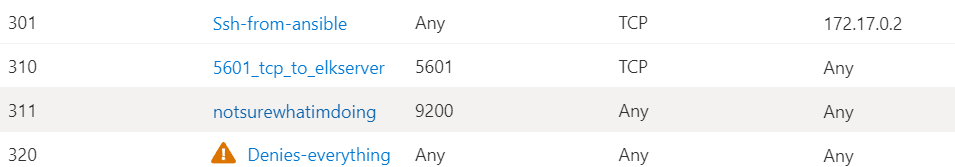 301 Ssh-from-ansible Any TCP 172.17.0.2
310 5601_tcp_to_elkserver 5601 TCP Any
311 notsurewhatimdoing 9200 Any Any
320 Denies-everything Any Any Any